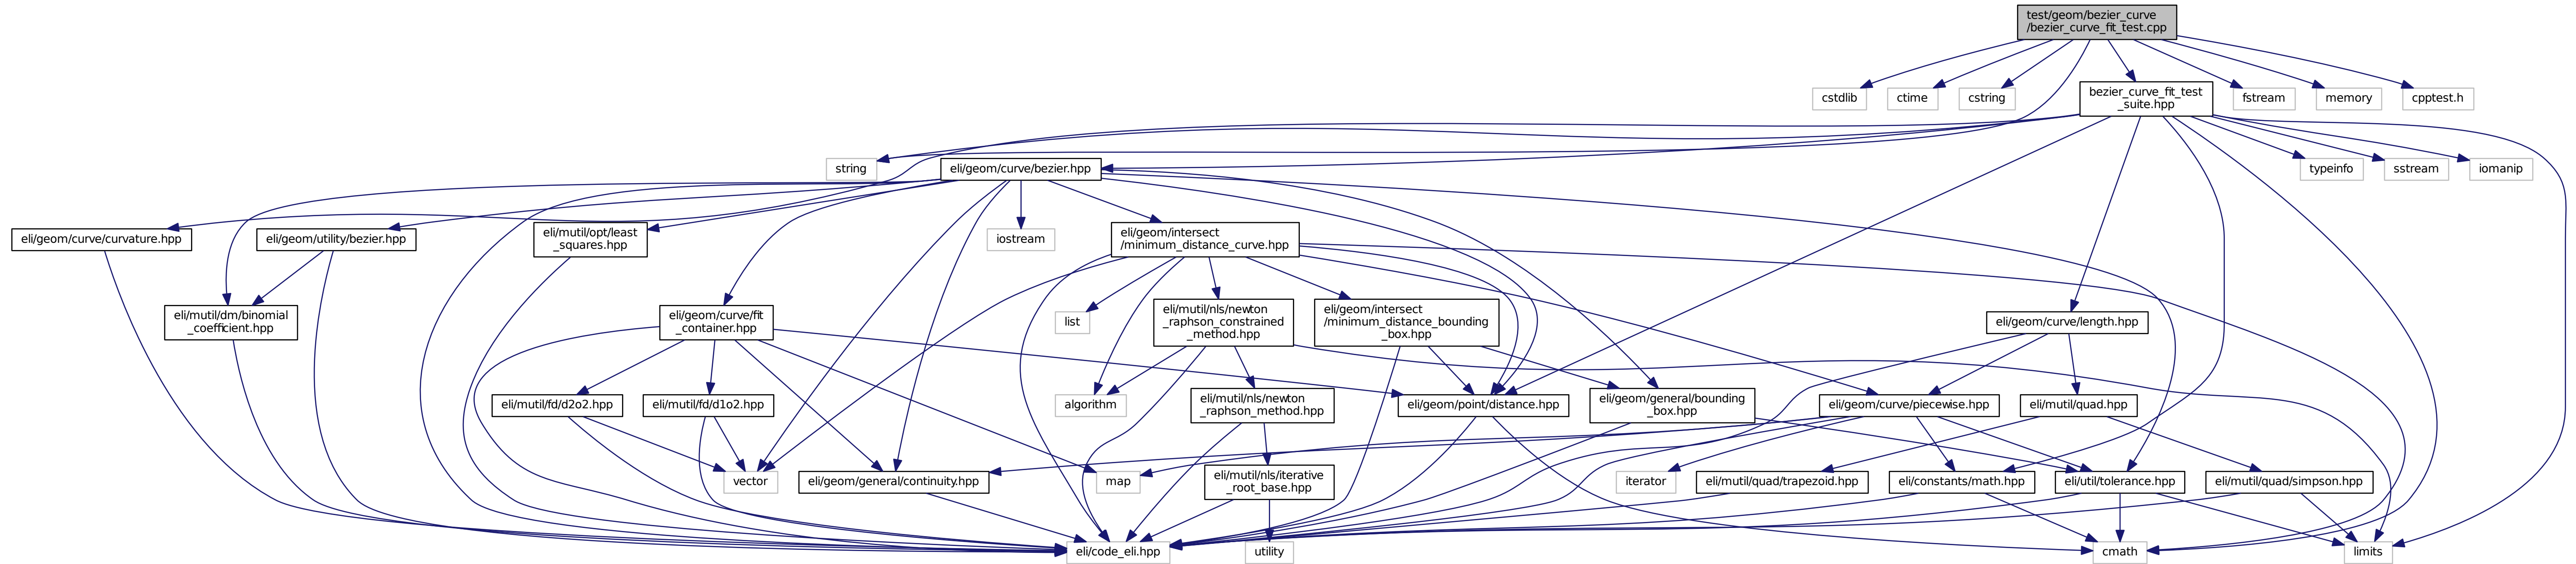 test/geom/bezier_curve
/bezier_curve_fit_test.cpp
cstdlib
ctime
cstring
bezier_curve_fit_test
_suite.hpp
fstream
memory
cpptest.h
string
eli/geom/curve/bezier.hpp
typeinfo
sstream
iomanip
eli/geom/curve/curvature.hpp
eli/geom/utility/bezier.hpp
eli/mutil/opt/least
_squares.hpp
iostream
eli/geom/intersect
/minimum_distance_curve.hpp
eli/mutil/dm/binomial
_coefficient.hpp
eli/geom/curve/fit
_container.hpp
list
eli/mutil/nls/newton
_raphson_constrained
_method.hpp
eli/geom/intersect
/minimum_distance_bounding
_box.hpp
eli/geom/curve/length.hpp
eli/mutil/fd/d2o2.hpp
eli/mutil/fd/d1o2.hpp
algorithm
eli/mutil/nls/newton
_raphson_method.hpp
eli/geom/point/distance.hpp
eli/geom/general/bounding
_box.hpp
eli/geom/curve/piecewise.hpp
eli/mutil/quad.hpp
vector
eli/geom/general/continuity.hpp
map
eli/mutil/nls/iterative
_root_base.hpp
iterator
eli/mutil/quad/trapezoid.hpp
eli/constants/math.hpp
eli/util/tolerance.hpp
eli/mutil/quad/simpson.hpp
eli/code_eli.hpp
utility
cmath
limits